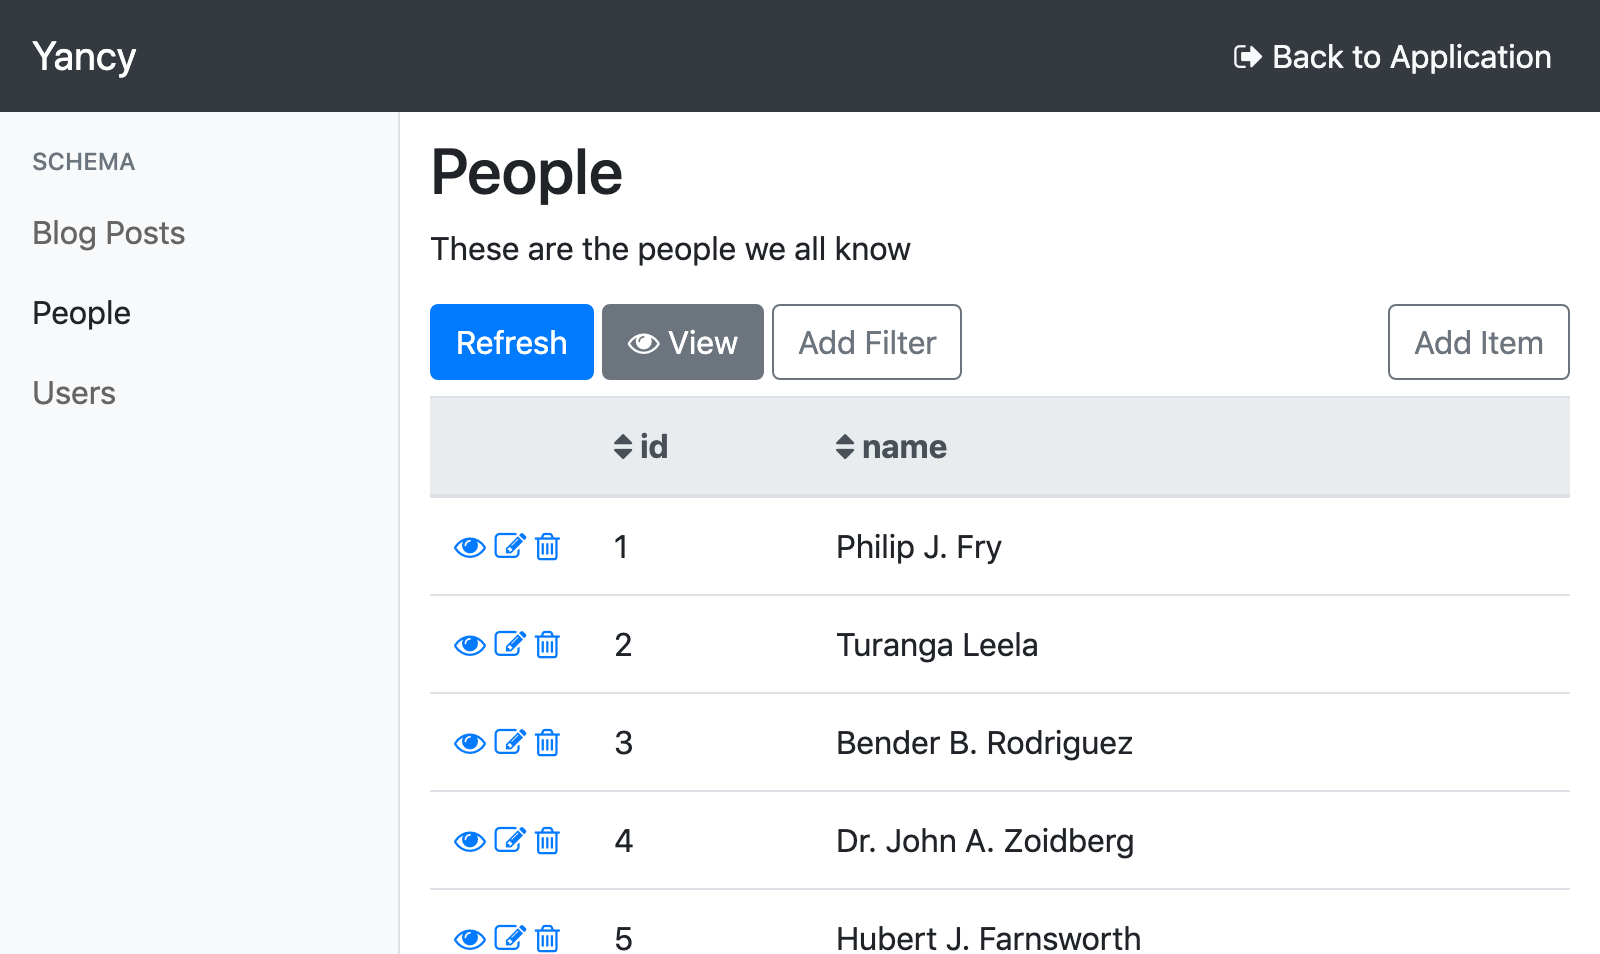 Yancy
Back to Application
SCHEMA
Blog Posts
People
Users
People
These are the people we all know
Refresh View Add Filter Add Item
id name
1 Philip J. Fry
2 Turanga Leela
3 Bender B. Rodriguez
4 Dr. John A. Zoidberg
5 Hubert J. Farnsworth